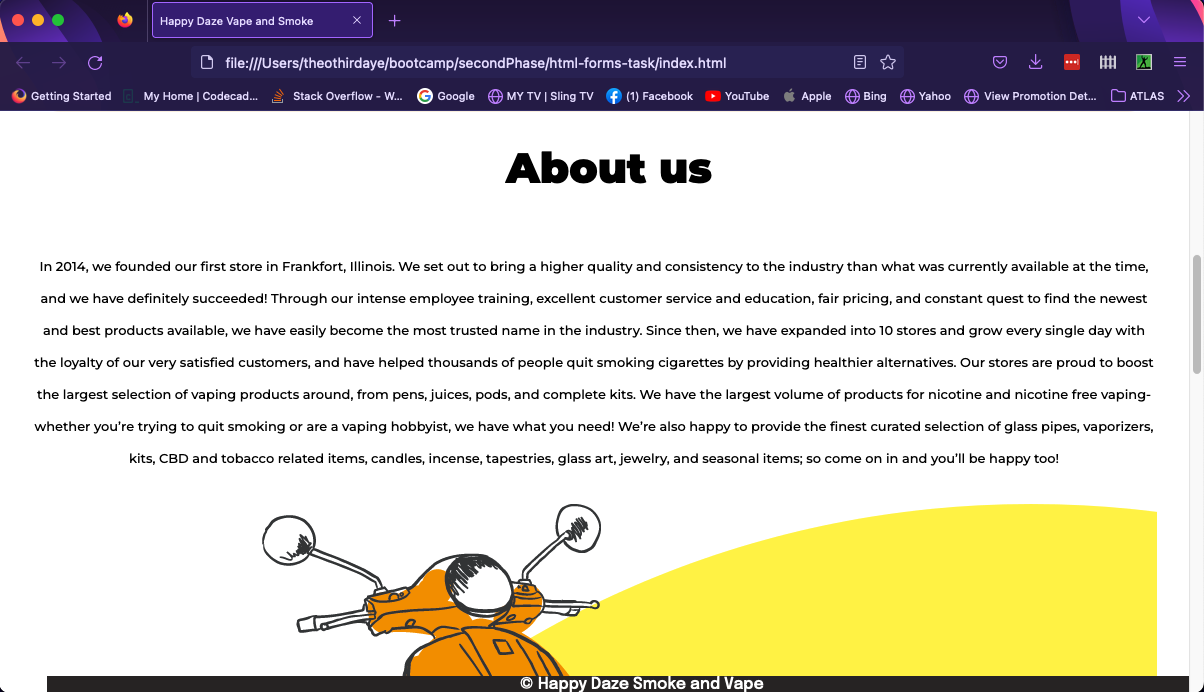 Happy Daze Vape and Smoke
file:///Users/theothirdaye/bootcamp/secondPhase/html-forms-task/index.html
Getting Started My Home | Codecad... Stack Overflow - W... Google MY TV | Sling TV (1) Facebook YouTube Apple Bing Yahoo View Promotion Det... ATLAS
About us
In 2014, we founded our first store in Frankfort, Illinois. We set out to bring a higher quality and consistency to the industry than what was currently available at the time,
and we have definitely succeeded! Through our intense employee training, excellent customer service and education, fair pricing, and constant quest to find the newest
and best products available, we have easily become the most trusted name in the industry. Since then, we have expanded into 10 stores and grow every single day with
the loyalty of our very satisfied customers, and have helped thousands of people quit smoking cigarettes by providing healthier alternatives. Our stores are proud to boost
the largest selection of vaping products around, from pens, juices, pods, and complete kits. We have the largest volume of products for nicotine and nicotine free vaping-
whether you’re trying to quit smoking or are a vaping hobbyist, we have what you need! We’re also happy to provide the finest curated selection of glass pipes, vaporizers,
kits, CBD and tobacco related items, candles, incense, tapestries, glass art, jewelry, and seasonal items; so come on in and you’ll be happy too!
© Happy Daze Smoke and Vape